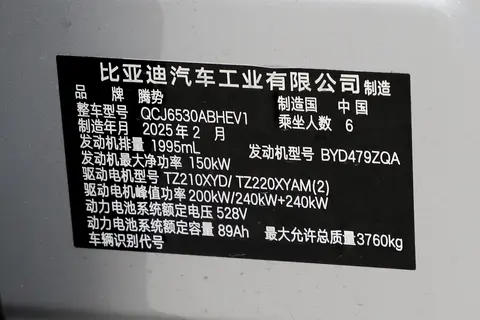 比亚迪汽车工业有限公司 制造
品牌 腾势 制造国 中国
整车型号 QCJ6530ABHEV1 乘坐人数 6
制造年月 2025年2月
发动机排量 1995mL 发动机型号 BYD479ZQA
发动机最大净功率 150kW
驱动电机型号 TZ210XYD/TZ220XYAM(2)
驱动电机峰值功率 200kW/240kW+240kW
动力电池系统额定电压 528V
动力电池系统额定容量 89Ah 最大允许总质量 3760kg
车辆识别代号